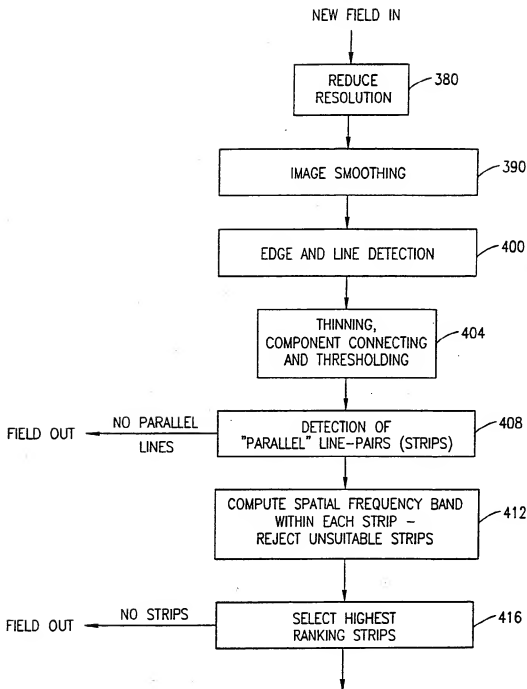 NEW FIELD IN
REDUCE
RESOLUTION
380
IMAGE SMOOTHING
390
EDGE AND LINE DETECTION
400
THINNING,
COMPONENT CONNECTING
AND THRESHOLDING
404
FIELD OUT
NO PARALLEL
LINES
DETECTION OF
"PARALLEL" LINE-PAIRS (STRIPS)
408
COMPUTE SPATIAL FREQUENCY BAND
WITHIN EACH STRIP –
REJECT UNSUITABLE STRIPS
412
FIELD OUT
NO STRIPS
SELECT HIGHEST
RANKING STRIPS
416